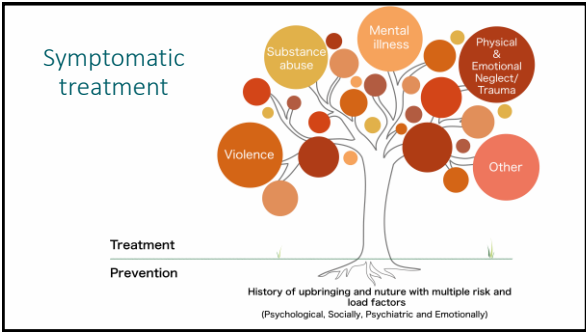 Symptomatic
treatment
Substance
abuse
Mental
illness
Physical
&
Emotional
Neglect/
Trauma
Violence
Other
Treatment
Prevention
History of upbringing and nuture with multiple risk and
load factors
(Psychological, Socially, Psychiatric and Emotionally)